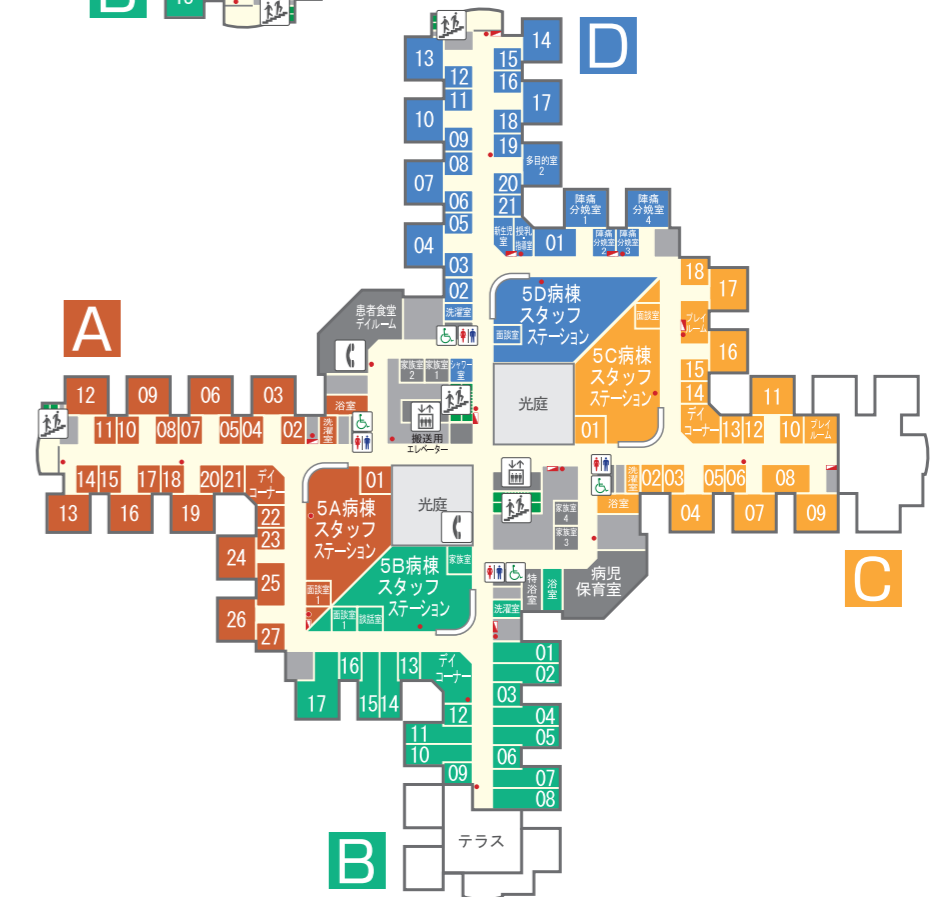 D
14
13
15
12
16
11
17
10
18
09
19
08
多目的室
2
07
20
06
21
05
陣痛
分娩室
1
陣痛
分娩室
4
新生児
室
授乳
指導室
01
陣痛
分娩室
2
陣痛
分娩室
3
04
03
02
洗濯室
5D病棟
スタッフ
ステーション
面談室
18
17
プレイ
ルーム
16
15
14
デイ
コーナー
13
12
11
10
プレイ
ルーム
面談室
5C病棟
スタッフ
ステーション
01
光庭
患者食堂
デイルーム
家族室
2
家族室
1
シャワー
室
搬送用
エレベーター
A
12
09
06
03
浴室
11
10
08
07
05
04
02
洗濯室
14
15
17
18
20
21
デイ
コーナー
13
16
19
22
23
24
25
26
27
01
5A病棟
スタッフ
ステーション
面談室
1
光庭
家族室
5B病棟
スタッフ
ステーション
面談室
1
談話室
家族室
4
家族室
3
洗濯室
02
03
05
06
08
浴室
04
07
09
C
病児
保育室
特浴室
浴室
洗濯室
16
13
デイ
コーナー
17
15
14
01
02
03
12
04
11
05
10
06
09
07
08
テラス
B